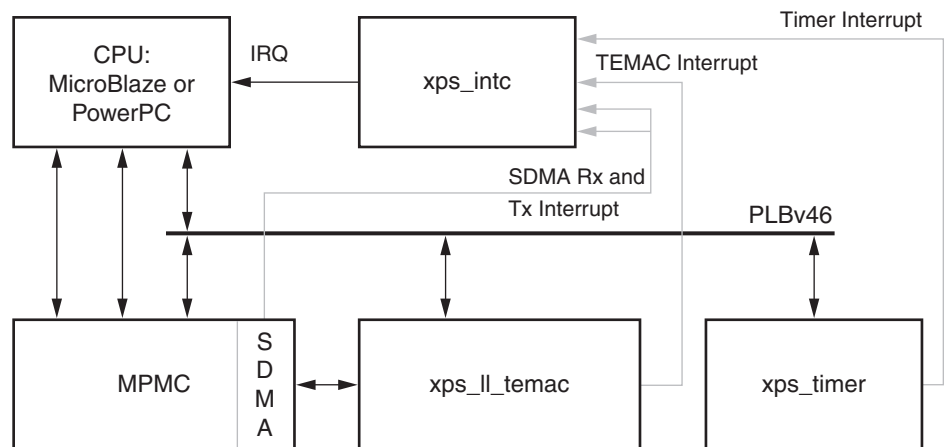 Timer Interrupt
CPU:
MicroBlaze or
PowerPC
IRQ
xps_intc
TEMAC Interrupt
SDMA Rx and
Tx Interrupt
PLBv46
MPMC
S
D
M
A
xps_ll_temac
xps_timer